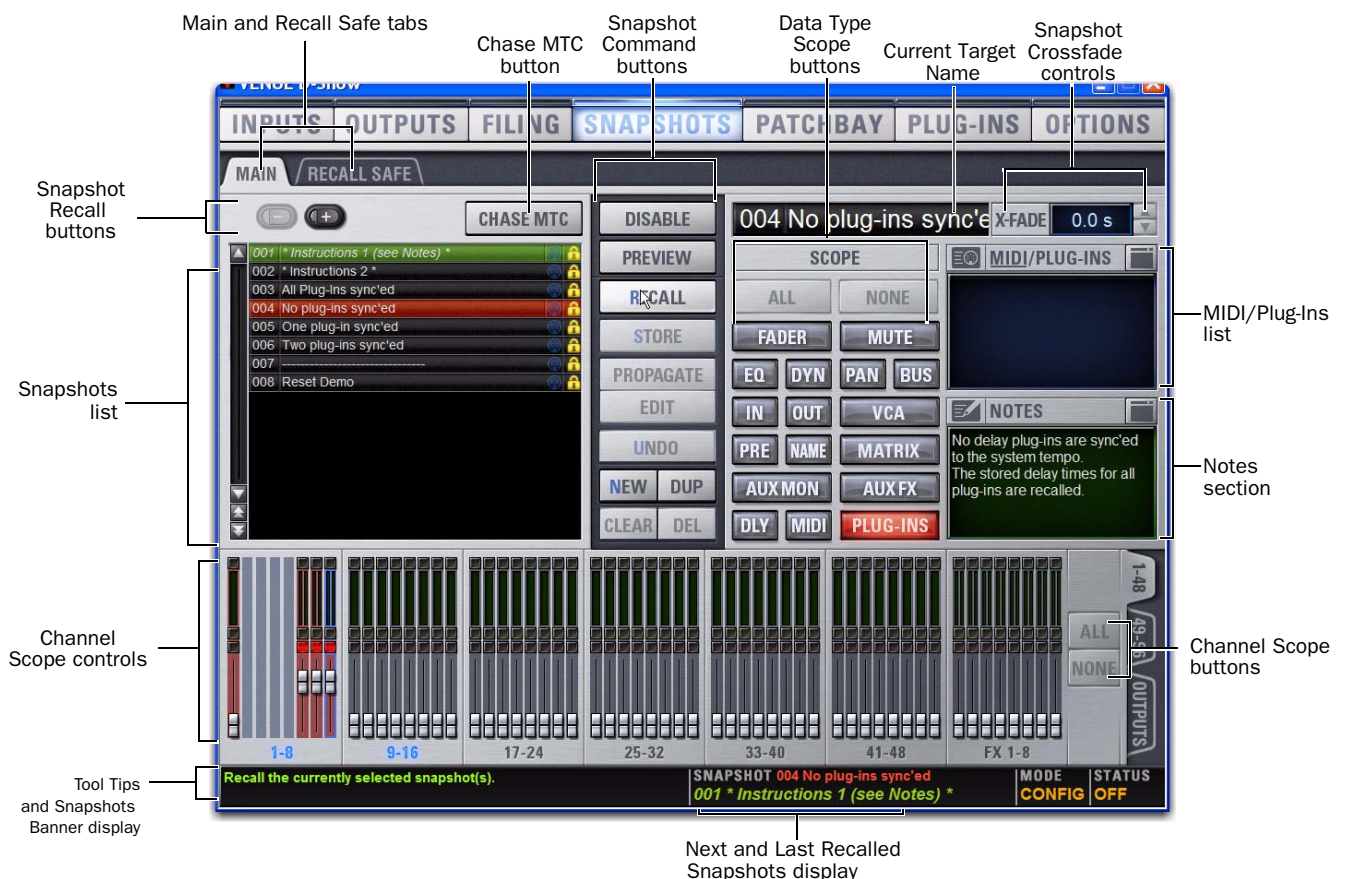 Main and Recall Safe tabs
Chase MTC
button
Snapshot
Command
buttons
Data Type
Scope
buttons
Current Target
Name
Snapshot
Crossfade
controls
VENUE D-Show
INPUTS OUTPUTS FILING SNAPSHOTS PATCHBAY PLUG-INS OPTIONS
MAIN RECALL SAFE
Snapshot
Recall
buttons
CHASE MTC
DISABLE
004 No plug-ins sync'e X-FADE 0.0 s
001 * Instructions 1 (see Notes) *
002 * Instructions 2 *
003 All Plug-Ins sync'ed
004 No plug-ins sync'ed
005 One plug-in sync'ed
006 Two plug-ins sync'ed
007 --------------------------------
008 Reset Demo
Snapshots
list
PREVIEW
RECALL
STORE
PROPAGATE
EDIT
UNDO
NEW DUP
CLEAR DEL
SCOPE
ALL NONE
FADER MUTE
EQ DYN PAN BUS
IN OUT VCA
PRE NAME MATRIX
AUX MON AUX FX
DLY MIDI PLUG-INS
MIDI/PLUG-INS
MIDI/Plug-Ins
list
NOTES
No delay plug-ins are sync'ed
to the system tempo.
The stored delay times for all
plug-ins are recalled.
Notes
section
Channel
Scope controls
1-8 9-16 17-24 25-32 33-40 41-48 FX 1-8
ALL
NONE
1-48
49-96
OUTPUTS
Channel Scope
buttons
Tool Tips
and Snapshots
Banner display
Recall the currently selected snapshot(s).
SNAPSHOT 004 No plug-ins sync'ed
001 * Instructions 1 (see Notes) *
MODE
CONFIG
STATUS
OFF
Next and Last Recalled
Snapshots display